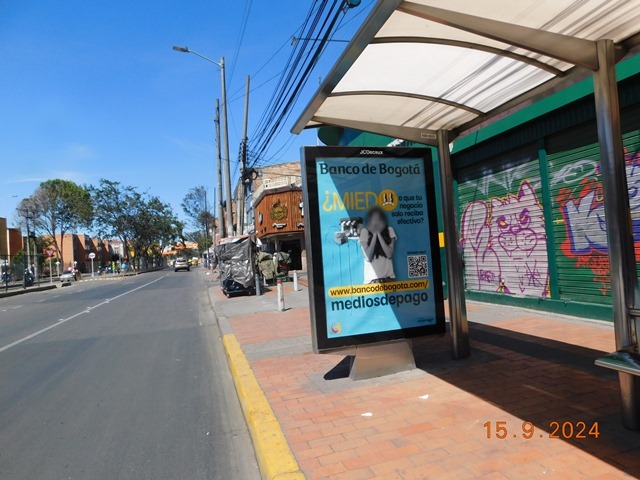 JCDecaux
Banco de Bogotá
¿MIEDO
a que tu
negocio
solo reciba
efectivo?
www.bancodebogota.com/
mediosdepago
15.9.2024